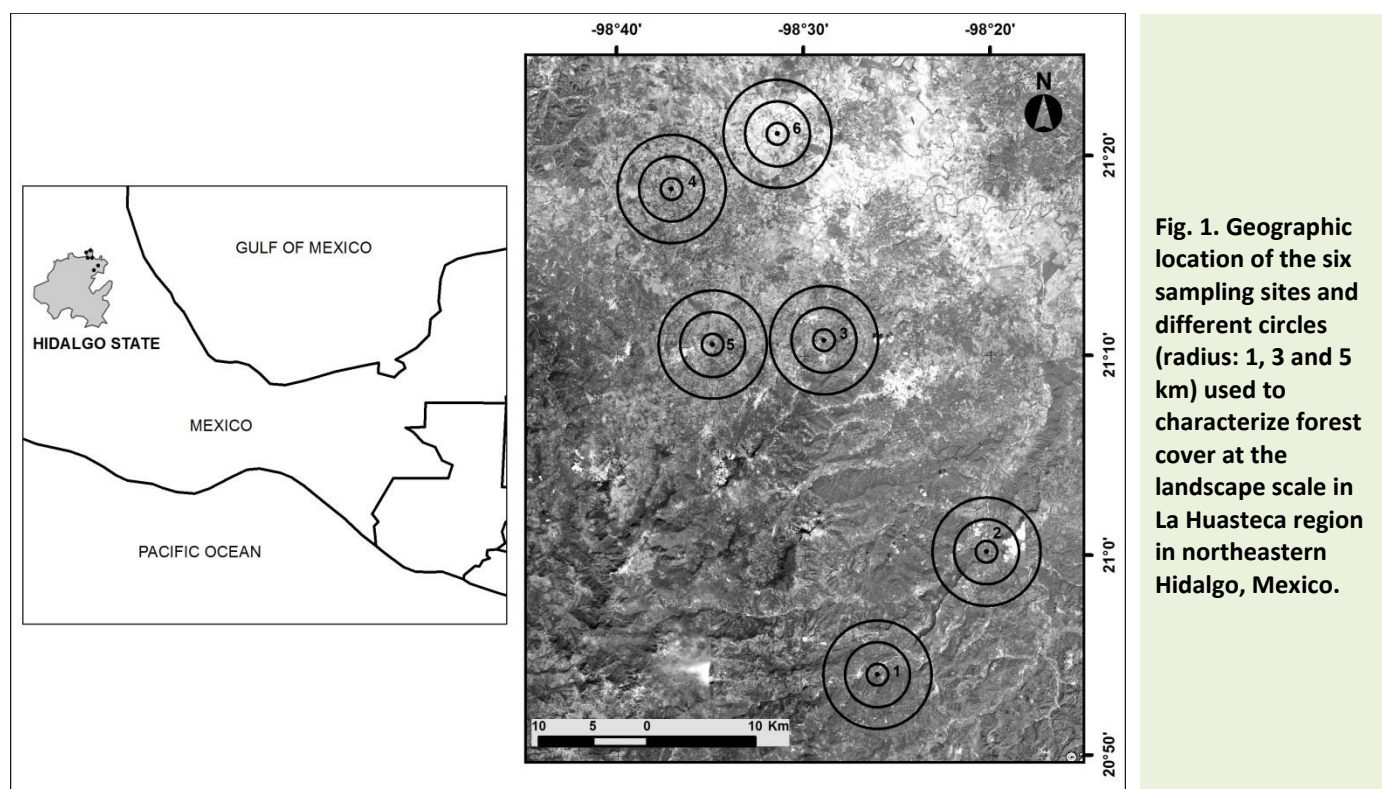 GULF OF MEXICO
HIDALGO STATE
MEXICO
PACIFIC OCEAN
-98°40'
-98°30'
-98°20'
N
6
4
21°20'
5
3
21°10'
2
21°0'
1
10 5 0 10 Km
20°50'
Fig. 1. Geographic
location of the six
sampling sites and
different circles
(radius: 1, 3 and 5
km) used to
characterize forest
cover at the
landscape scale in
La Huasteca region
in northeastern
Hidalgo, Mexico.